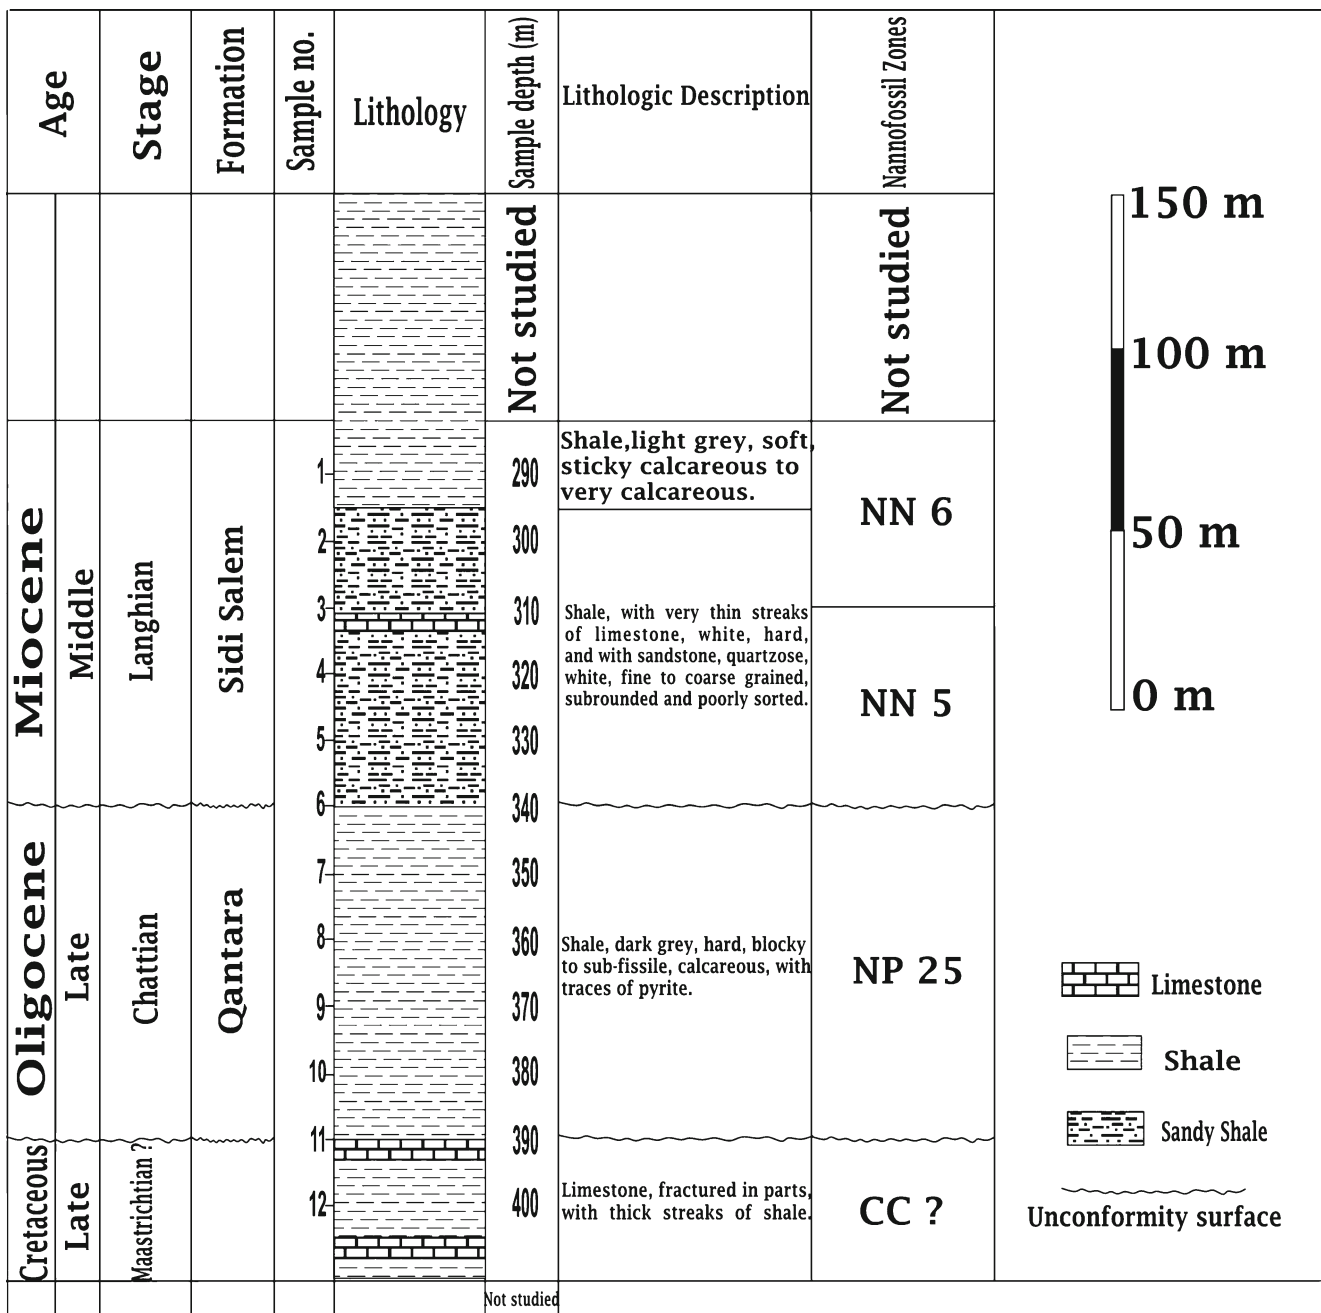 Age
Stage
Formation
Sample no.
Lithology
Sample depth (m)
Lithologic Description
Nannofossil Zones
Not studied
Not studied
150 m
100 m
50 m
0 m
Miocene
Middle
Langhian
Sidi Salem
1
2
3
4
5
6
290
300
310
320
330
340
Shale,light grey, soft,
sticky calcareous to
very calcareous.
Shale, with very thin streaks
of limestone, white, hard,
and with sandstone, quartzose,
white, fine to coarse grained,
subrounded and poorly sorted.
NN 6
NN 5
Oligocene
Late
Chattian
Qantara
7
8
9
10
11
350
360
370
380
390
Shale, dark grey, hard, blocky
to sub-fissile, calcareous, with
traces of pyrite.
NP 25
Cretaceous
Late
Maastrichtian ?
12
400
Limestone, fractured in parts,
with thick streaks of shale.
CC ?
Not studied
Limestone
Shale
Sandy Shale
Unconformity surface